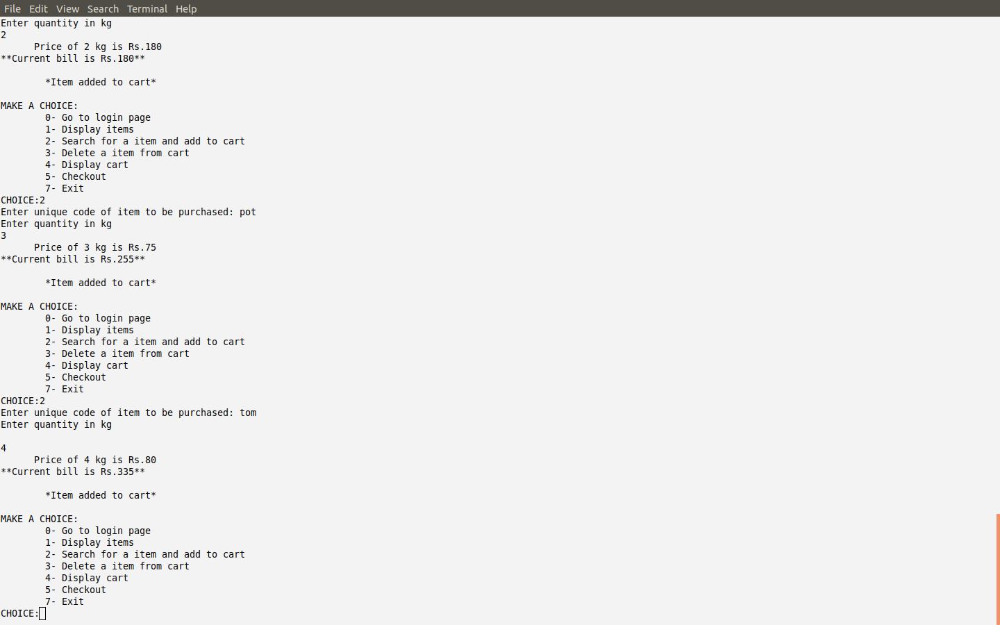 File Edit View Search Terminal Help
Enter quantity in kg
2
Price of 2 kg is Rs.180
**Current bill is Rs.180**
*Item added to cart*
MAKE A CHOICE:
0- Go to login page
1- Display items
2- Search for a item and add to cart
3- Delete a item from cart
4- Display cart
5- Checkout
7- Exit
CHOICE:2
Enter unique code of item to be purchased: pot
Enter quantity in kg
3
Price of 3 kg is Rs.75
**Current bill is Rs.255**
*Item added to cart*
MAKE A CHOICE:
0- Go to login page
1- Display items
2- Search for a item and add to cart
3- Delete a item from cart
4- Display cart
5- Checkout
7- Exit
CHOICE:2
Enter unique code of item to be purchased: tom
Enter quantity in kg
4
Price of 4 kg is Rs.80
**Current bill is Rs.335**
*Item added to cart*
MAKE A CHOICE:
0- Go to login page
1- Display items
2- Search for a item and add to cart
3- Delete a item from cart
4- Display cart
5- Checkout
7- Exit
CHOICE: